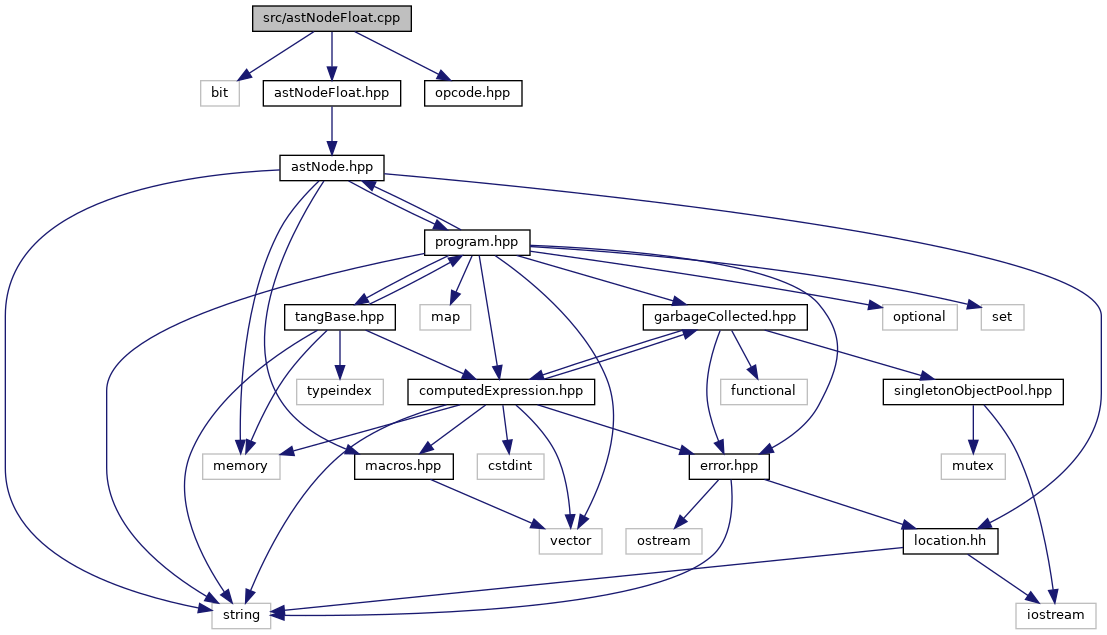 src/astNodeFloat.cpp
bit
astNodeFloat.hpp
opcode.hpp
astNode.hpp
program.hpp
tangBase.hpp
map
garbageCollected.hpp
optional
set
typeindex
computedExpression.hpp
functional
singletonObjectPool.hpp
memory
macros.hpp
cstdint
error.hpp
mutex
vector
ostream
location.hh
string
iostream